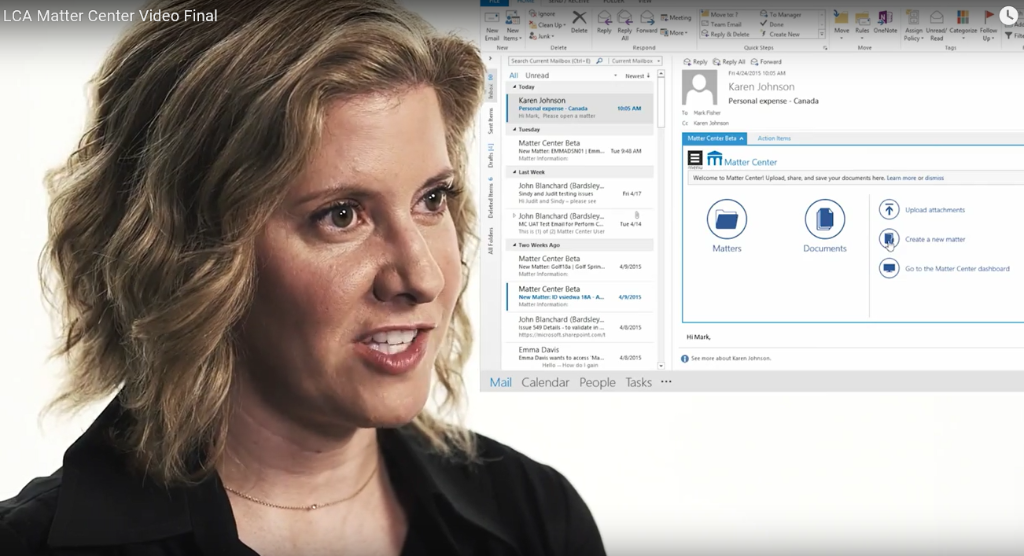 LCA Matter Center Video Final
New Email
New Items
Ignore
Clean Up
Junk
Delete
Reply
Reply All
Forward
Meeting
More
Move to: ?
Team Email
Reply & Delete
To Manager
Done
Create New
Move
Rules
OneNote
Assign Policy
Unread/ Read
Categorize
Follow Up
New
Delete
Respond
Quick Steps
Move
Tags
Search Current Mailbox (Ctrl+E)
Current Mailbox
All Unread
Newest
Today
Karen Johnson
Personal expense - Canada 10:05 AM
Hi Mark, Please open a matter
Tuesday
Matter Center Beta
New Matter: EMMADSN01 | Emm... Tue 9:48 AM
Matter Information:
Last Week
John Blanchard (Bardsley...
Sindy and Judit testing issues Fri 4/17
Hi Judit and Sindy – please see
John Blanchard (Bardsley...
MC UAT Test Email for Perform C... Tue 4/14
This is (1) of (2) Matter Center User
Two Weeks Ago
Matter Center Beta
New Matter: Golf18a | Golf Sprin... 4/9/2015
Matter Information:
Matter Center Beta
4/9/2015
Matter Information:
John Blanchard (Bardsley...
Issue 549 Details - to validate in ... 4/8/2015
https://microsoft.sharepoint.com/t
Emma Davis
Emma Davis wants to access 'Ma... 4/8/2015
Hello -- How do I gain
Inbox
Sent Items
Drafts
Deleted Items 6
All Folders
Reply Reply All Forward
Fri 4/24/2015 10:05 AM
Karen Johnson
Personal expense - Canada
To Mark Fisher
Cc Karen Johnson
Matter Center Beta
Action Items
Matter Center
Welcome to Matter Center! Upload, share, and save your documents here. Learn more or dismiss
Matters
Documents
Upload attachments
Create a new matter
Go to the Matter Center dashboard
Hi Mark,
See more about Karen Johnson.
Mail Calendar People Tasks ...